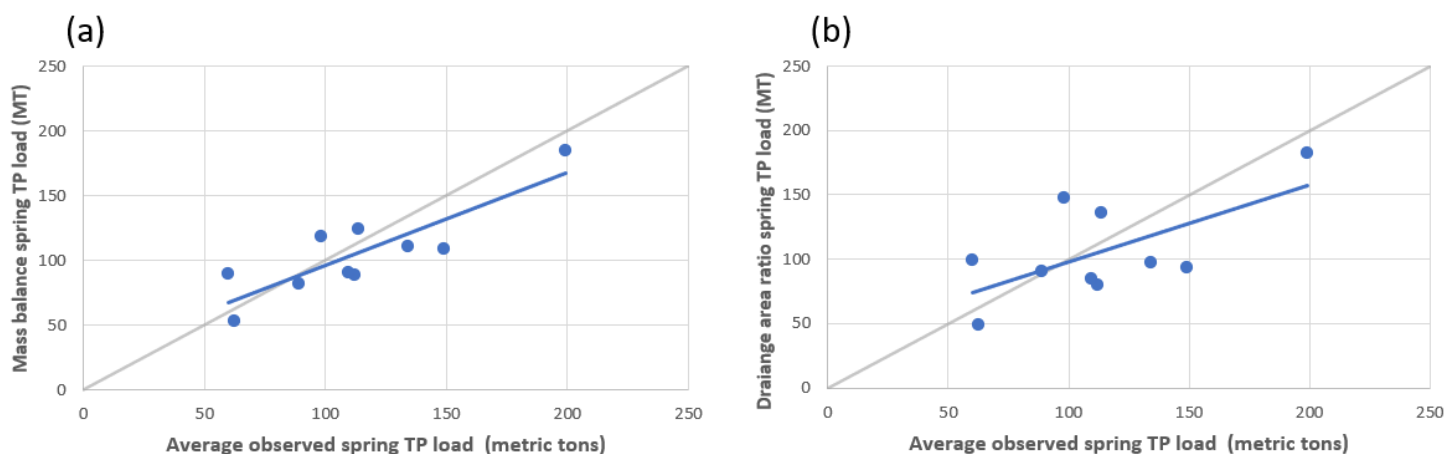 (a)
Mass balance spring TP load (MT)
250
200
150
100
50
0
0 50 100 150 200 250
Average observed spring TP load (metric tons)
(b)
Draiange area ratio spring TP load (MT)
250
200
150
100
50
0
0 50 100 150 200 250
Average observed spring TP load (metric tons)